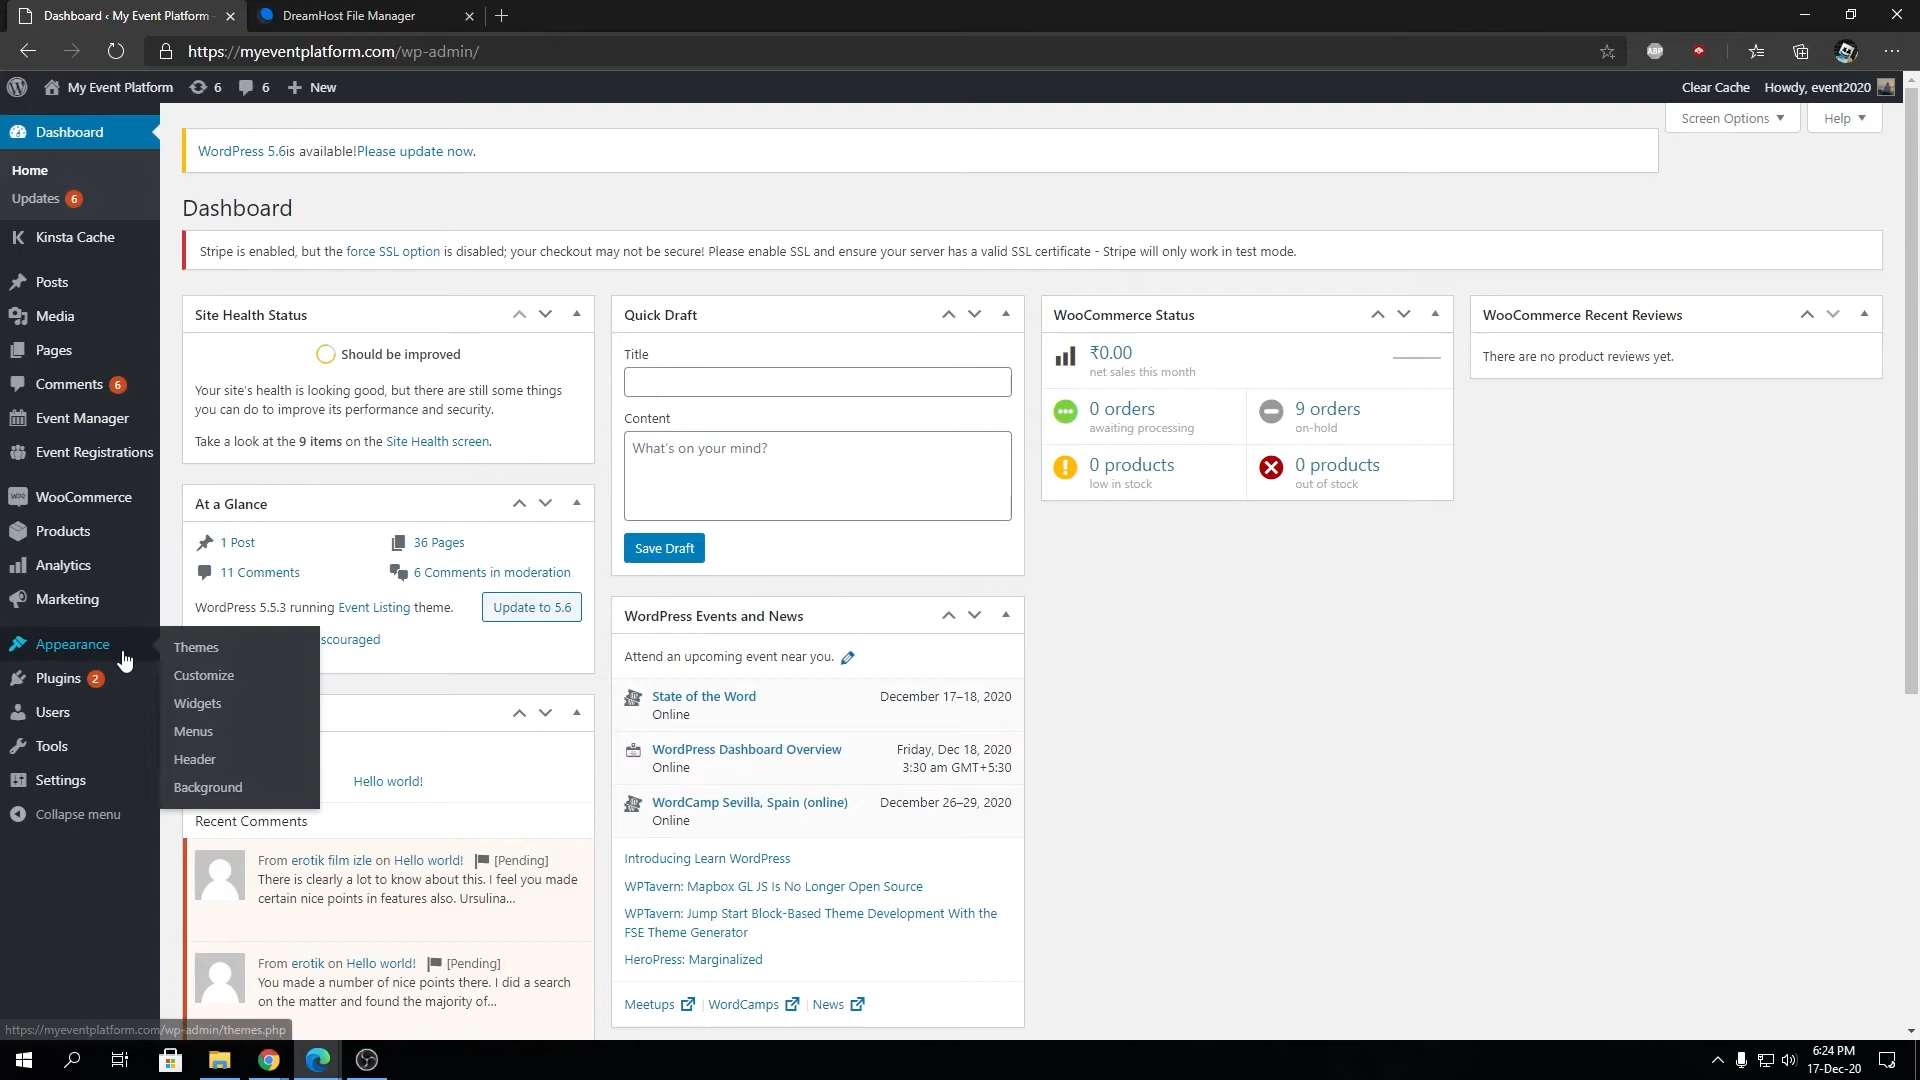 Dashboard ‹ My Event Platform
DreamHost File Manager
https://myeventplatform.com/wp-admin/
ABP
My Event Platform
6
6
New
Clear Cache
Howdy, event2020
Dashboard
Home
Updates 6
Kinsta Cache
Posts
Media
Pages
Comments 6
Event Manager
Event Registrations
WooCommerce
Products
Analytics
Marketing
Appearance
Plugins 2
Users
Tools
Settings
Collapse menu
Themes
Customize
Widgets
Menus
Header
Background
Screen Options
Help
WordPress 5.6is available!Please update now.
Dashboard
Stripe is enabled, but the force SSL option is disabled; your checkout may not be secure! Please enable SSL and ensure your server has a valid SSL certificate - Stripe will only work in test mode.
Site Health Status
Should be improved
Your site's health is looking good, but there are still some things
you can do to improve its performance and security.
Take a look at the 9 items on the Site Health screen.
At a Glance
1 Post
36 Pages
11 Comments
6 Comments in moderation
WordPress 5.5.3 running Event Listing theme.
Update to 5.6
scouraged
Hello world!
Recent Comments
From erotik film izle on Hello world! [Pending]
There is clearly a lot to know about this. I feel you made
certain nice points in features also. Ursulina...
From erotik on Hello world! [Pending]
You made a number of nice points there. I did a search
on the matter and found the majority of...
Quick Draft
Title
Content
What's on your mind?
Save Draft
WordPress Events and News
Attend an upcoming event near you.
State of the Word
December 17–18, 2020
Online
WordPress Dashboard Overview
Friday, Dec 18, 2020
Online
3:30 am GMT+5:30
WordCamp Sevilla, Spain (online)
December 26–29, 2020
Online
Introducing Learn WordPress
WPTavern: Mapbox GL JS Is No Longer Open Source
WPTavern: Jump Start Block-Based Theme Development With the
FSE Theme Generator
HeroPress: Marginalized
Meetups | WordCamps | News
WooCommerce Status
₹0.00
net sales this month
0 orders
awaiting processing
9 orders
on-hold
0 products
low in stock
0 products
out of stock
WooCommerce Recent Reviews
There are no product reviews yet.
https://myeventplatform.com/wp-admin/themes.php
6:24 PM
17-Dec-20